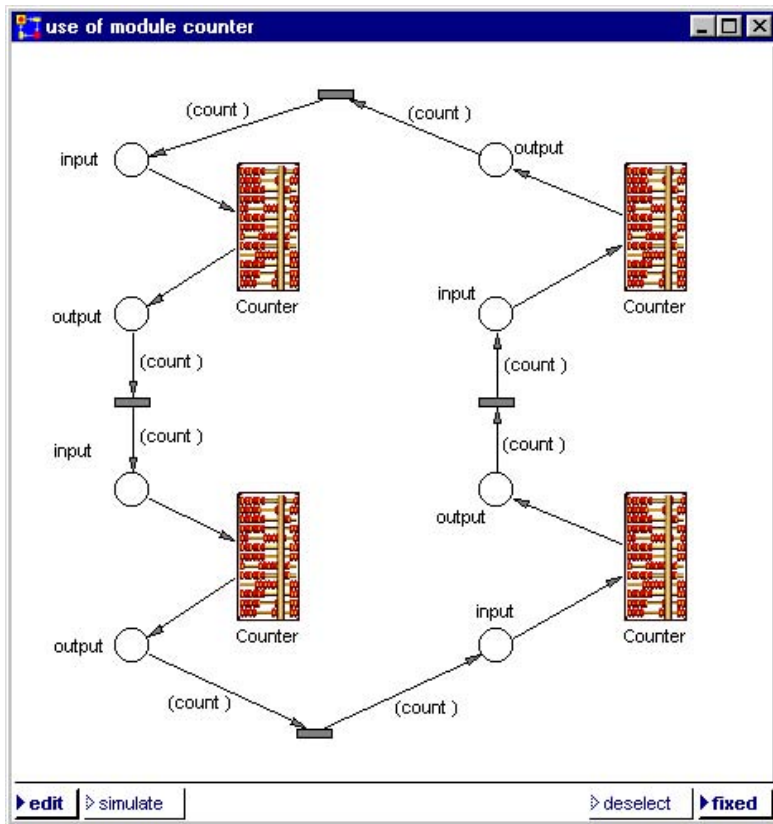 use of module counter
(count )
(count )
input
output
Counter
Counter
input
output
(count )
(count )
(count )
input
(count )
output
input
Counter
Counter
output
(count )
(count )
edit
simulate
deselect
fixed